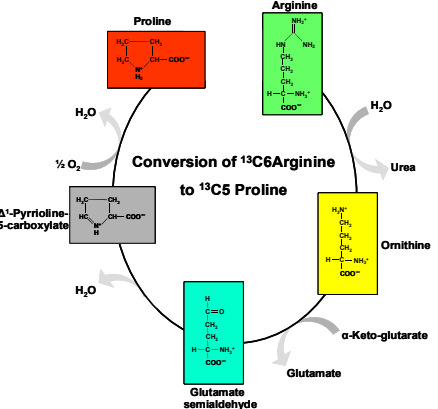 Proline
Arginine
H₂C
CH₂
H₂C
CH
COO⁻
N⁺
H₂
NH₂⁺
HN
NH₂
CH₂
CH₂
CH₂
H
C
NH₃⁺
COO⁻
H₂O
H₂O
½ O₂
Conversion of ¹³C6Arginine
to ¹³C5 Proline
Urea
H₂C
CH₂
HC
CH
COO⁻
N⁺
H
Δ¹-Pyrrioline-
5-carboxylate
H₃N⁺
CH₂
CH₂
CH₂
H
C
NH₃⁺
COO⁻
Ornithine
H₂O
H
C
O
CH₂
CH₂
H
C
NH₃⁺
COO⁻
α-Keto-glutarate
Glutamate
Glutamate
semialdehyde